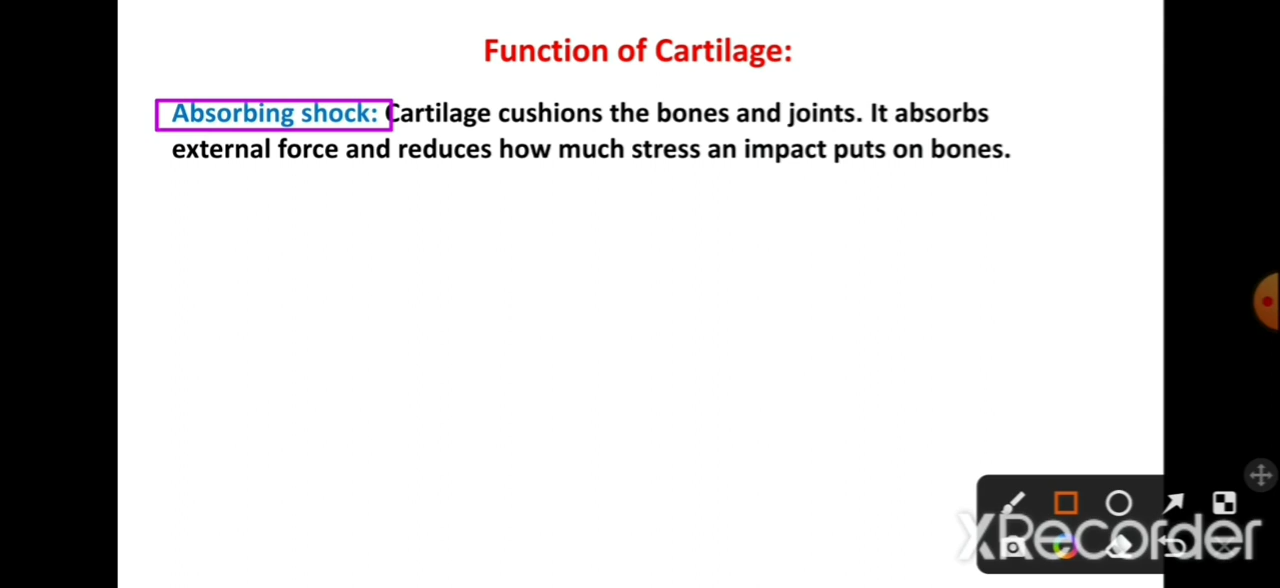 Function of Cartilage:
Absorbing shock: Cartilage cushions the bones and joints. It absorbs
external force and reduces how much stress an impact puts on bones.
XRecorder